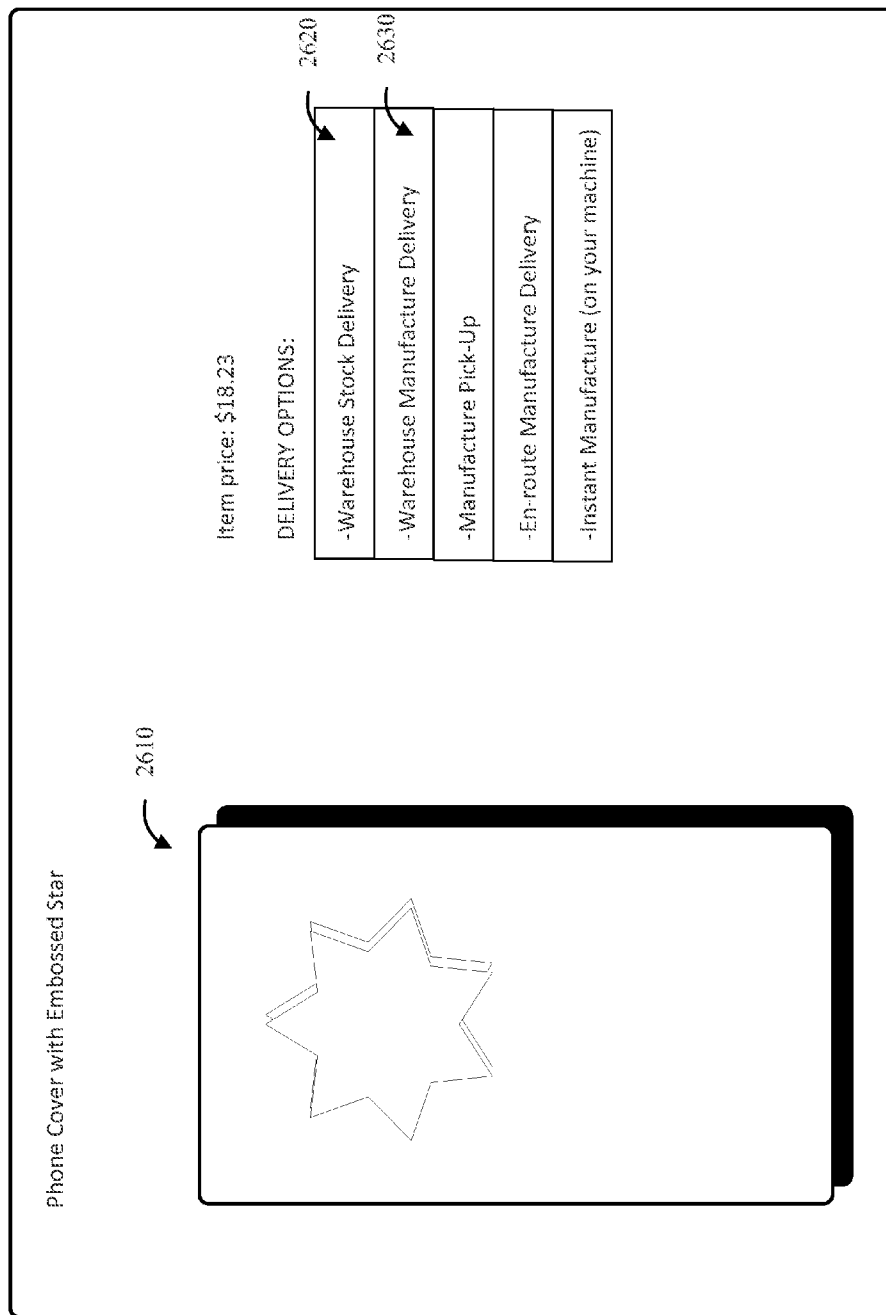 Phone Cover with Embossed Star
2610
Item price: $18.23
DELIVERY OPTIONS:
-Warehouse Stock Delivery
2620
-Warehouse Manufacture Delivery
2630
-Manufacture Pick-Up
-En-route Manufacture Delivery
-Instant Manufacture (on your machine)